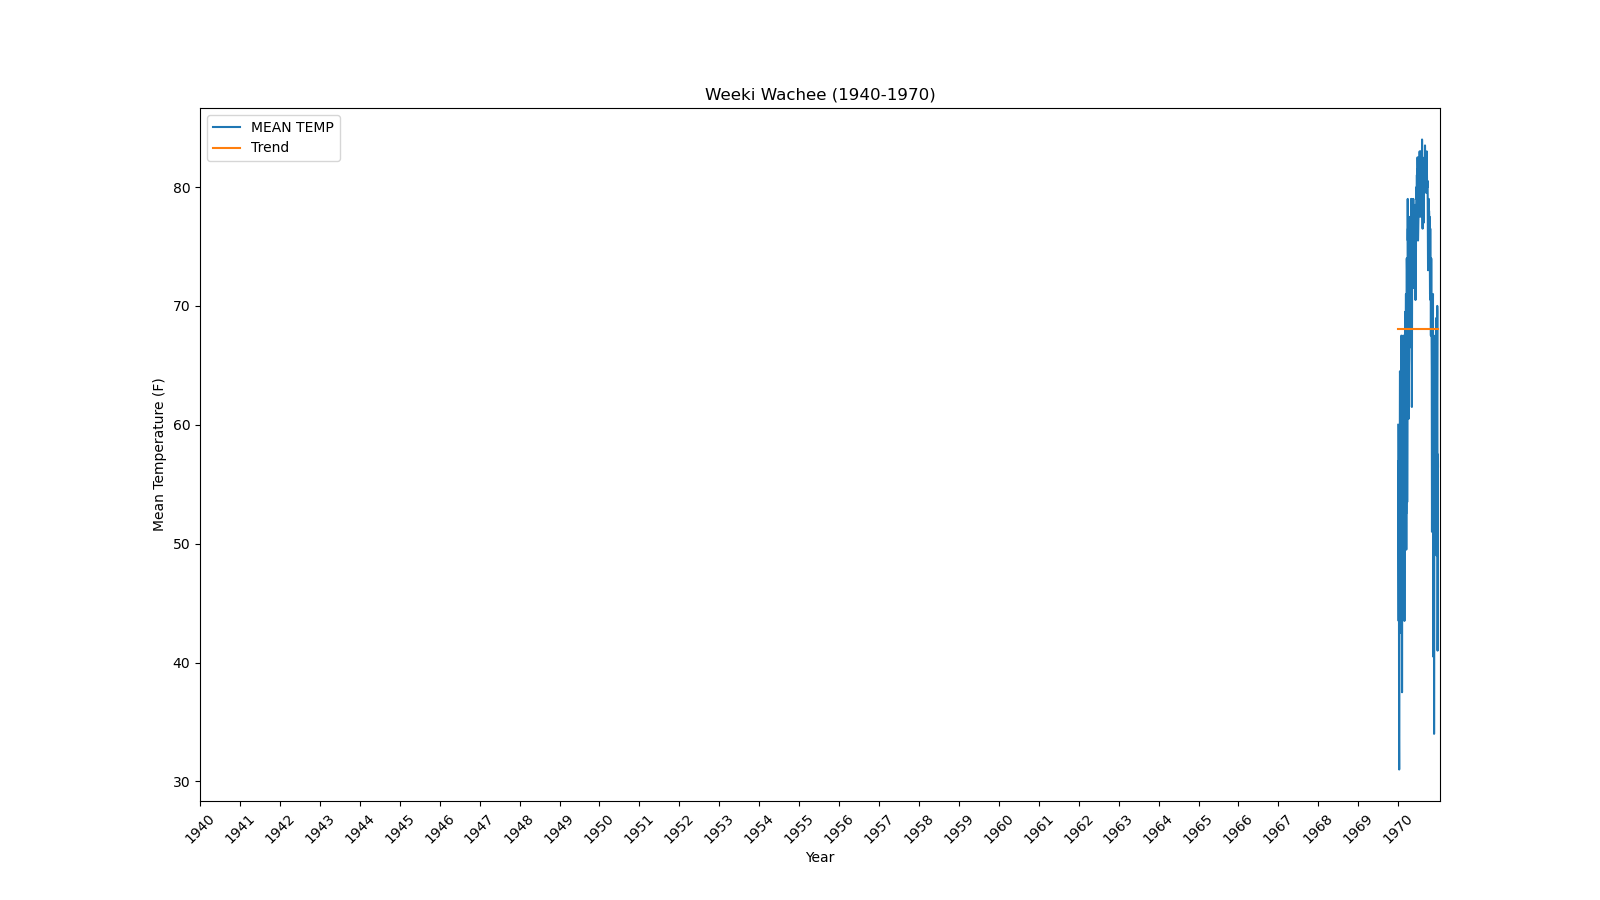 Weeki Wachee (1940-1970)
MEAN TEMP
Trend
80
70
60
50
40
30
Mean Temperature (F)
1940 1941 1942 1943 1944 1945 1946 1947 1948 1949 1950 1951 1952 1953 1954 1955 1956 1957 1958 1959 1960 1961 1962 1963 1964 1965 1966 1967 1968 1969 1970
Year